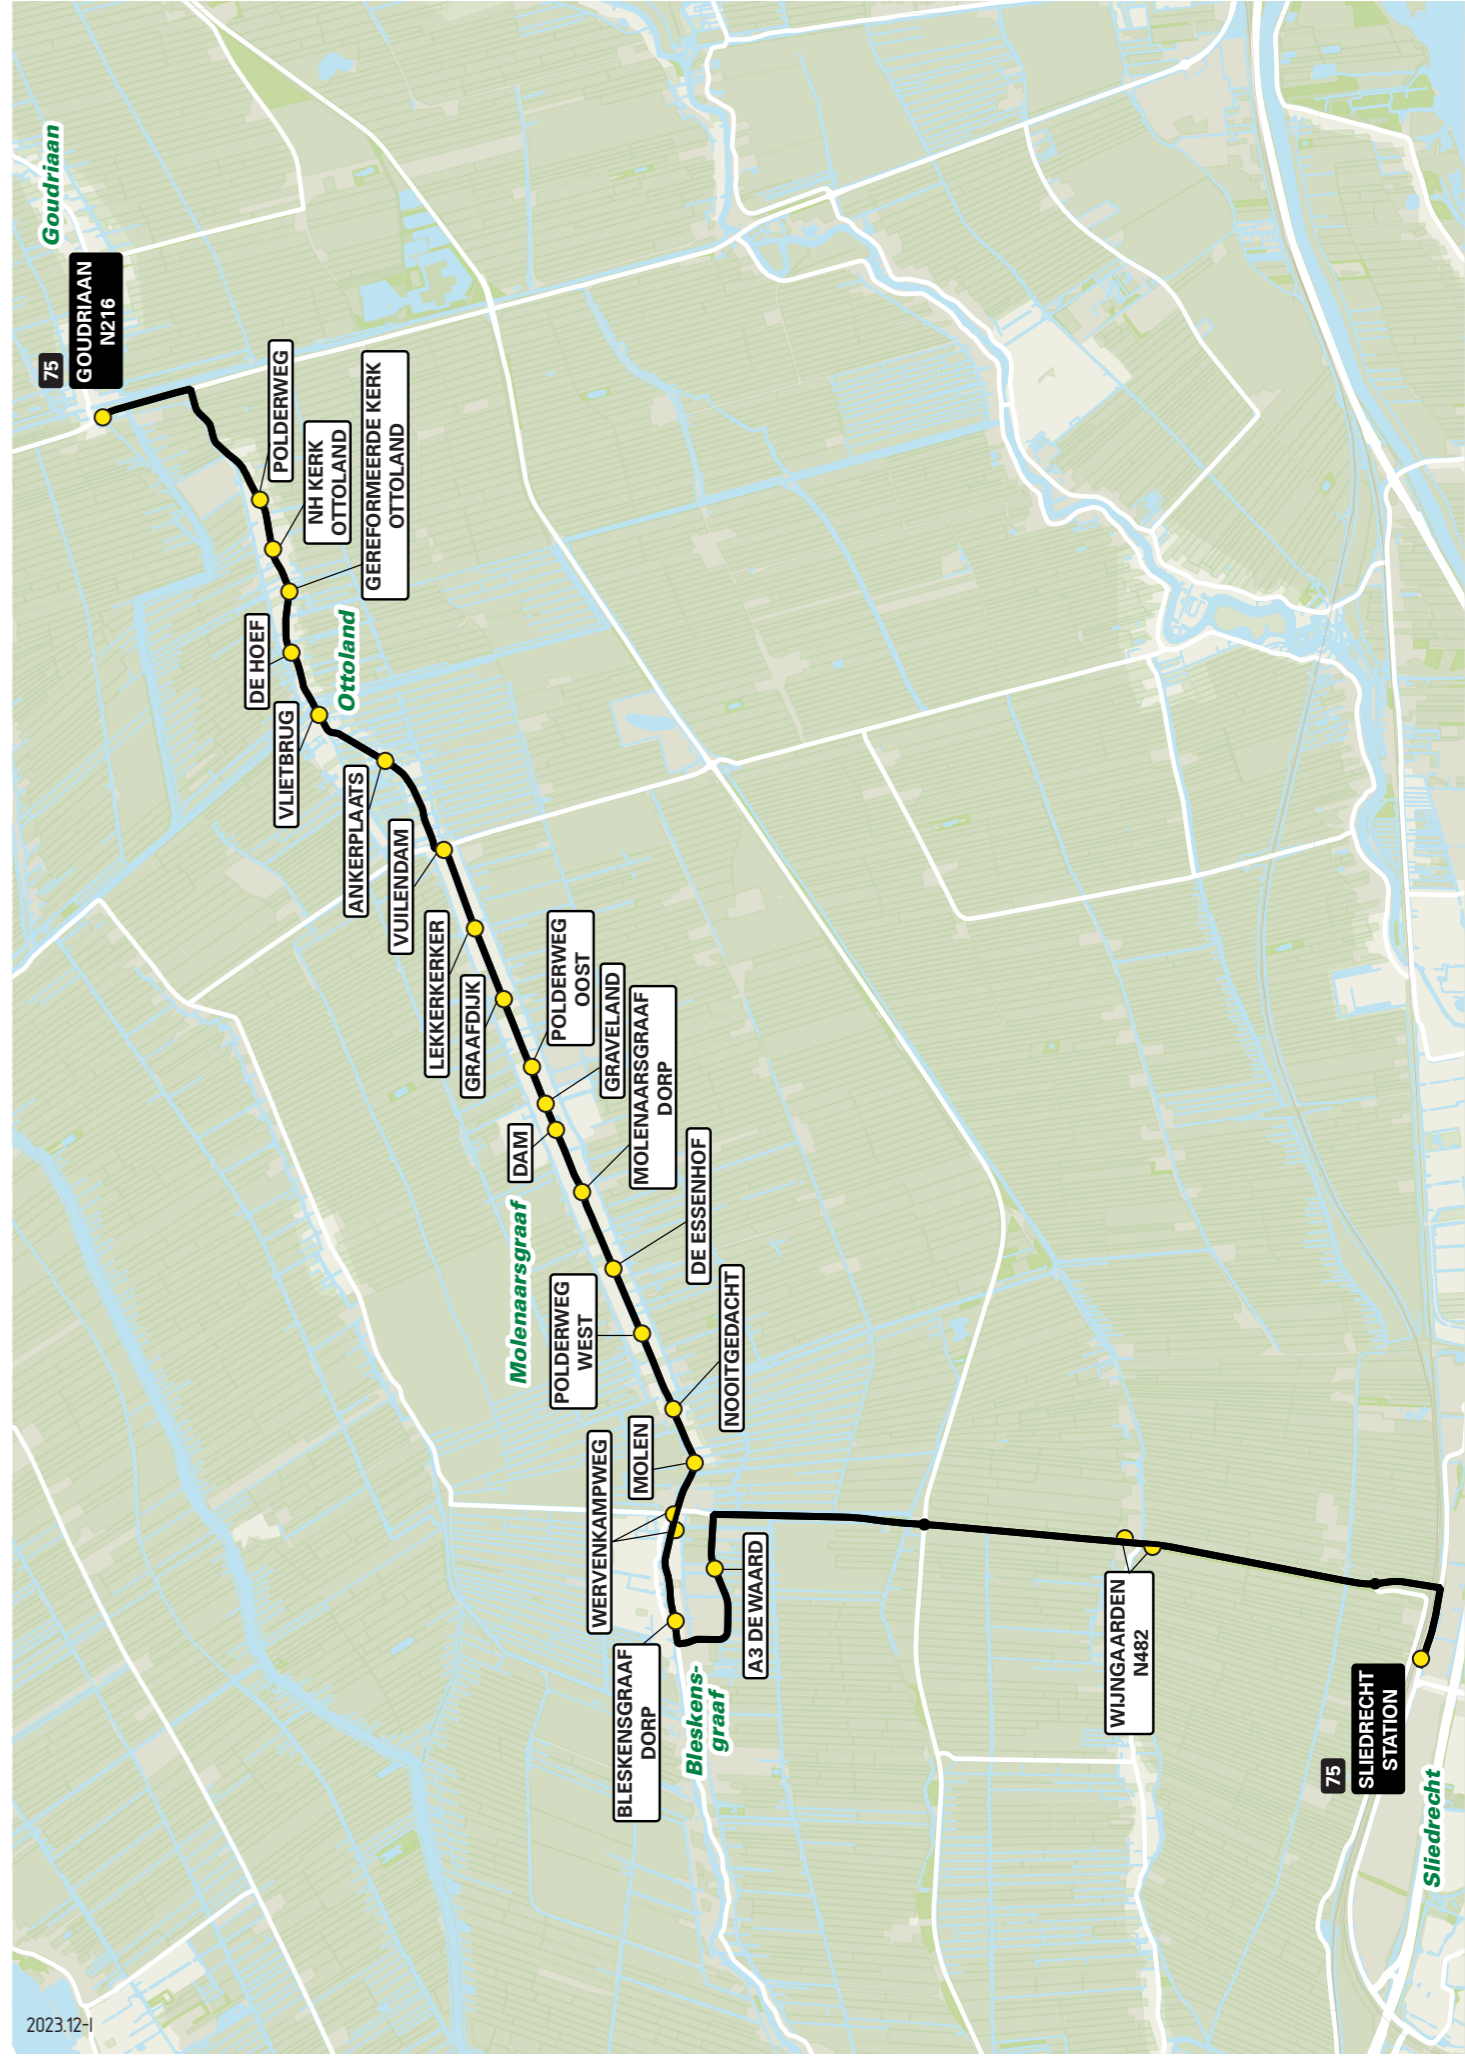 Goudriaan
75
GOUDRIAAN
N216
POLDERWEG
NH KERK
OTTOLAND
GEREFORMEERDE KERK
OTTOLAND
DE HOEF
Ottoland
VLIETBRUG
ANKERPLAATS
VUILENDAM
LEKKERKERKER
GRAAFDIJK
POLDERWEG
OOST
GRAVELAND
DAM
MOLENAARSGRAAF
DORP
Molenaarsgraaf
DE ESSENHOF
POLDERWEG
WEST
NOOITGEDACHT
MOLEN
WERVENKAMPWEG
BLESKENSGRAAF
DORP
Bleskens-
graaf
A3 DE WAARD
WIJNGAARDEN
N482
75
SLIEDRECHT
STATION
Sliedrecht
2023.12-I